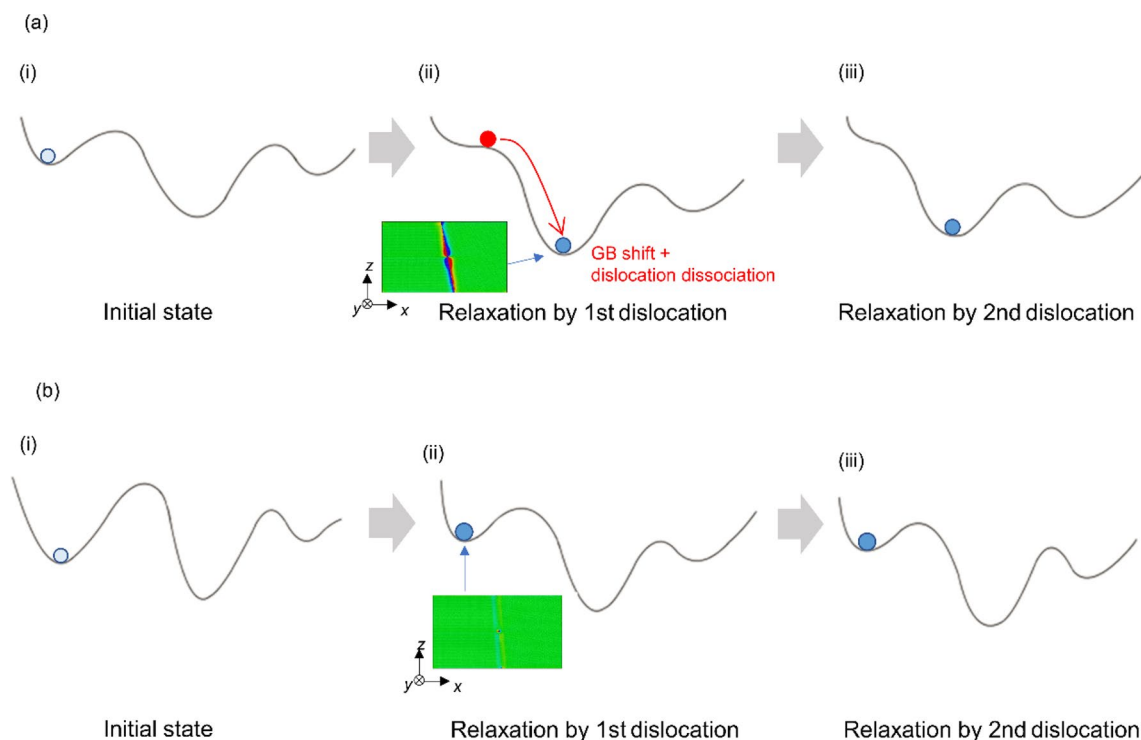 (a)
(i)
(ii)
(iii)
GB shift +
dislocation dissociation
z
y
x
Initial state
Relaxation by 1st dislocation
Relaxation by 2nd dislocation
(b)
(i)
(ii)
(iii)
z
y
x
Initial state
Relaxation by 1st dislocation
Relaxation by 2nd dislocation